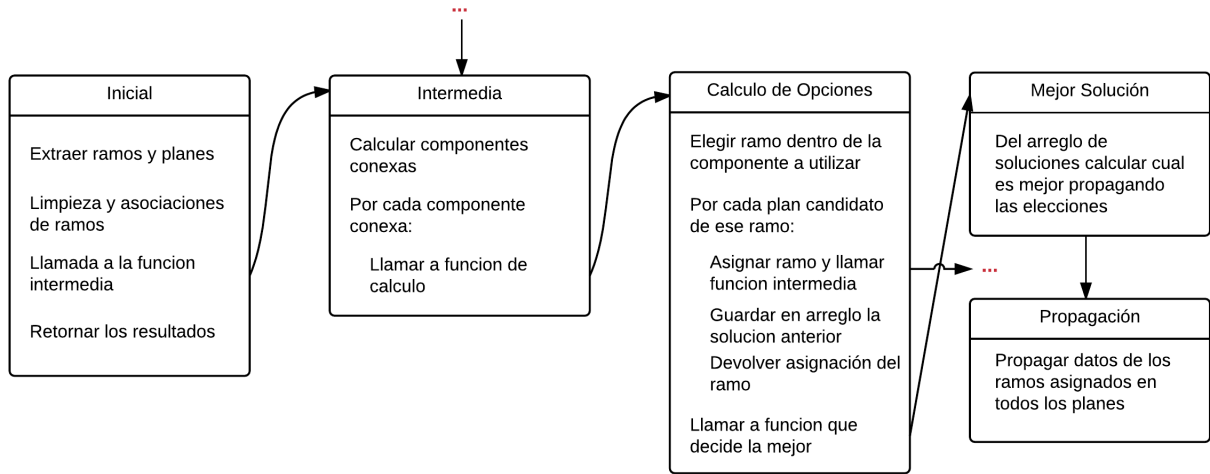 ...
Inicial
Extraer ramos y planes
Limpieza y asociaciones
de ramos
Llamada a la funcion
intermedia
Retornar los resultados
Intermedia
Calcular componentes
conexas
Por cada componente
conexa:
Llamar a funcion de
calculo
Calculo de Opciones
Elegir ramo dentro de la
componente a utilizar
Por cada plan candidato
de ese ramo:
Asignar ramo y llamar
funcion intermedia
Guardar en arreglo la
solucion anterior
Devolver asignación del
ramo
Llamar a funcion que
decide la mejor
...
Mejor Solución
Del arreglo de
soluciones calcular cual
es mejor propagando
las elecciones
Propagación
Propagar datos de los
ramos asignados en
todos los planes